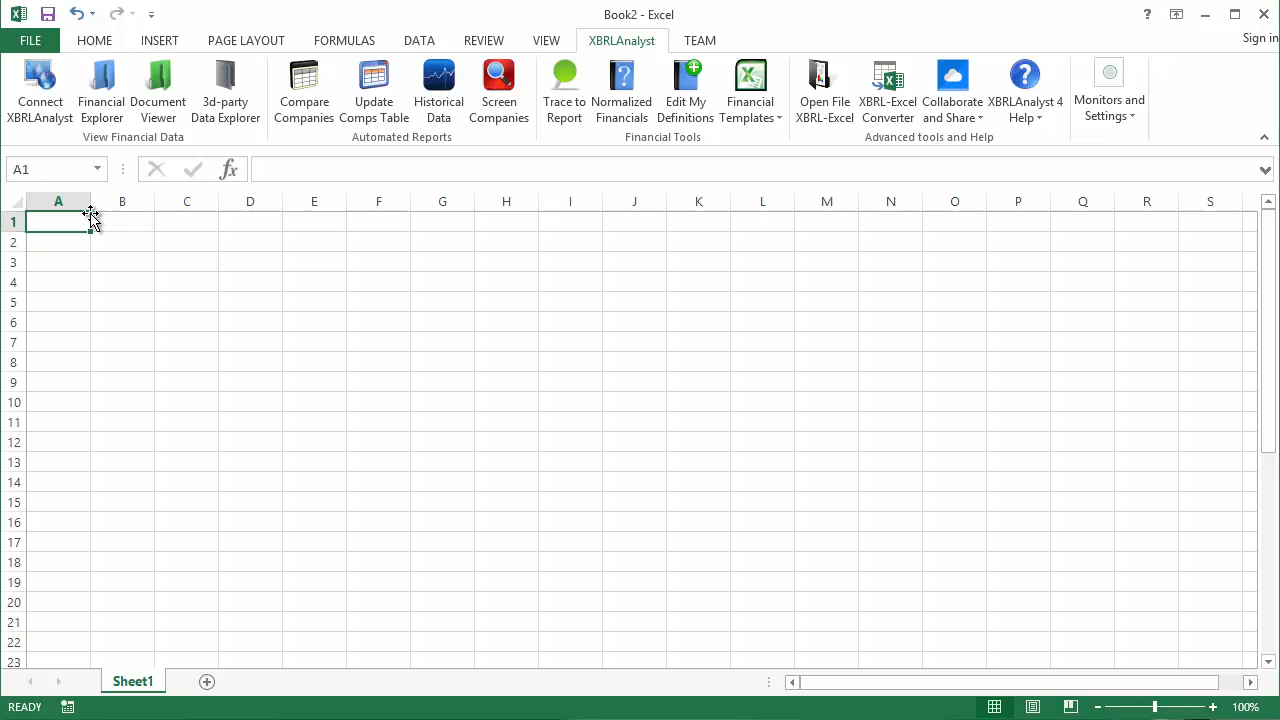 Book2 - Excel
?
FILE HOME INSERT PAGE LAYOUT FORMULAS DATA REVIEW VIEW XBRLAnalyst TEAM Sign in
Connect XBRLAnalyst
Financial Explorer
Document Viewer
3d-party Data Explorer
View Financial Data
Compare Companies
Update Comps Table
Historical Data
Screen Companies
Automated Reports
Trace to Report
Normalized Financials
Edit My Definitions
Financial Templates
Financial Tools
Open File XBRL-Excel
XBRL-Excel Converter
Collaborate and Share
XBRLAnalyst 4 Help
Advanced tools and Help
Monitors and Settings
A1 fx
A B C D E F G H I J K L M N O P Q R S
1
2
3
4
5
6
7
8
9
10
11
12
13
14
15
16
17
18
19
20
21
22
23
Sheet1
READY 100%